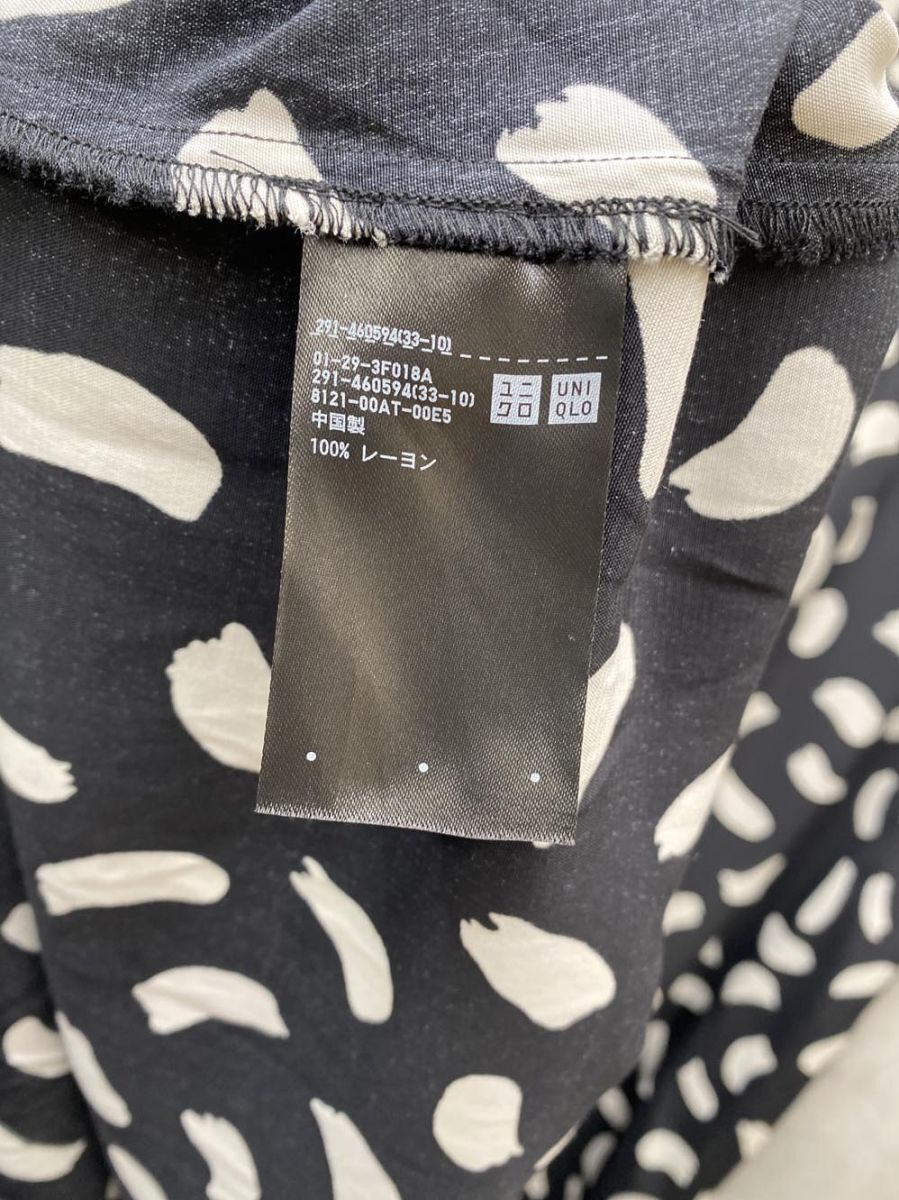 291-460594(33-10)
01-29-3F018A
291-460594(33-10)
8121-00AT-00E5
中国製
100% レーヨン
ユニ
クロ
UNI
QLO